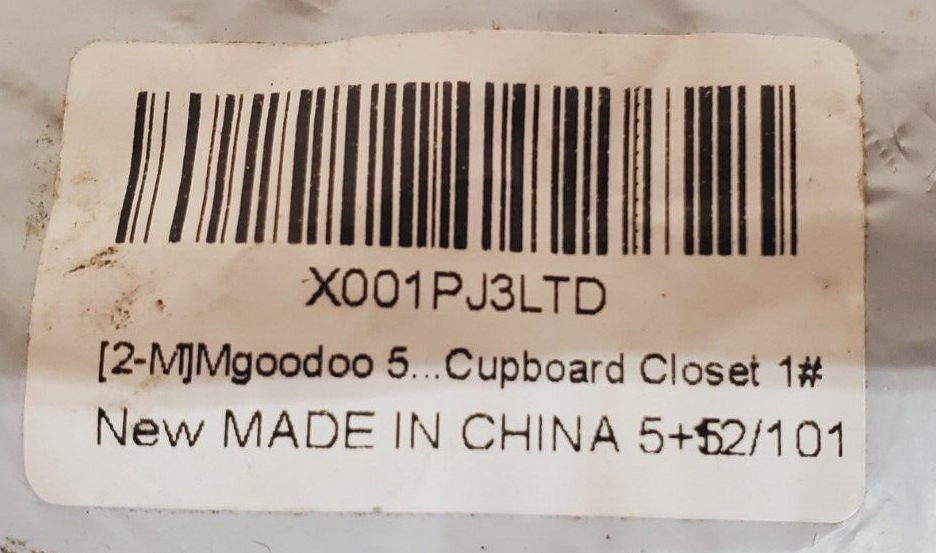 X001PJ3LTD
[2-M]Mgoodoo 5...Cupboard Closet 1#
New MADE IN CHINA